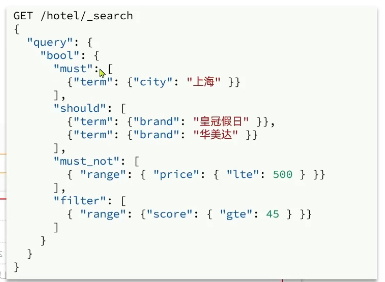 GET /hotel/_search
{
  "query": {
    "bool": {
      "must": [
        {"term": {"city": "上海" }}
      ],
      "should": [
        {"term": {"brand": "皇冠假日" }},
        {"term": {"brand": "华美达" }}
      ],
      "must_not": [
        { "range": { "price": { "lte": 500 } }}
      ],
      "filter": [
        { "range": {"score": { "gte": 45 } }}
      ]
    }
  }
}